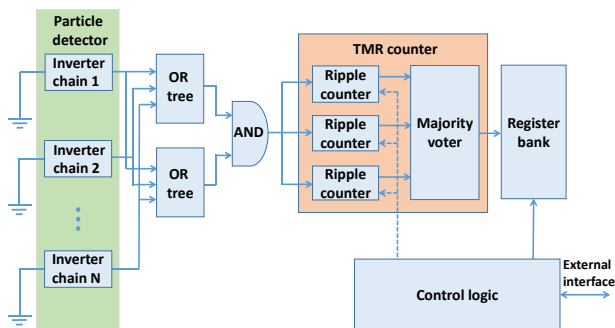 Particle
detector
Inverter
chain 1
Inverter
chain 2
Inverter
chain N
OR
tree
OR
tree
AND
TMR counter
Ripple
counter
Ripple
counter
Ripple
counter
Majority
voter
Register
bank
Control logic
External
interface